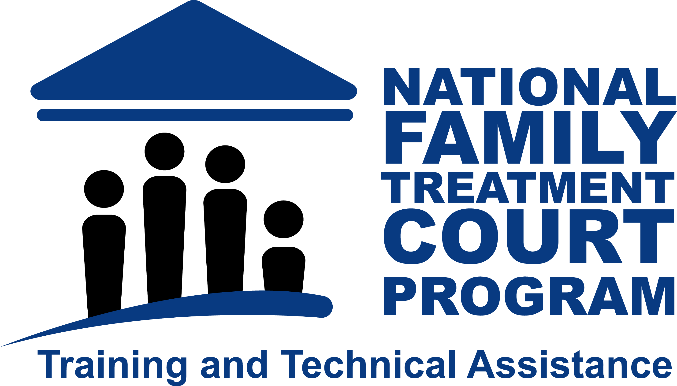 NATIONAL
FAMILY
TREATMENT
COURT
PROGRAM
Training and Technical Assistance